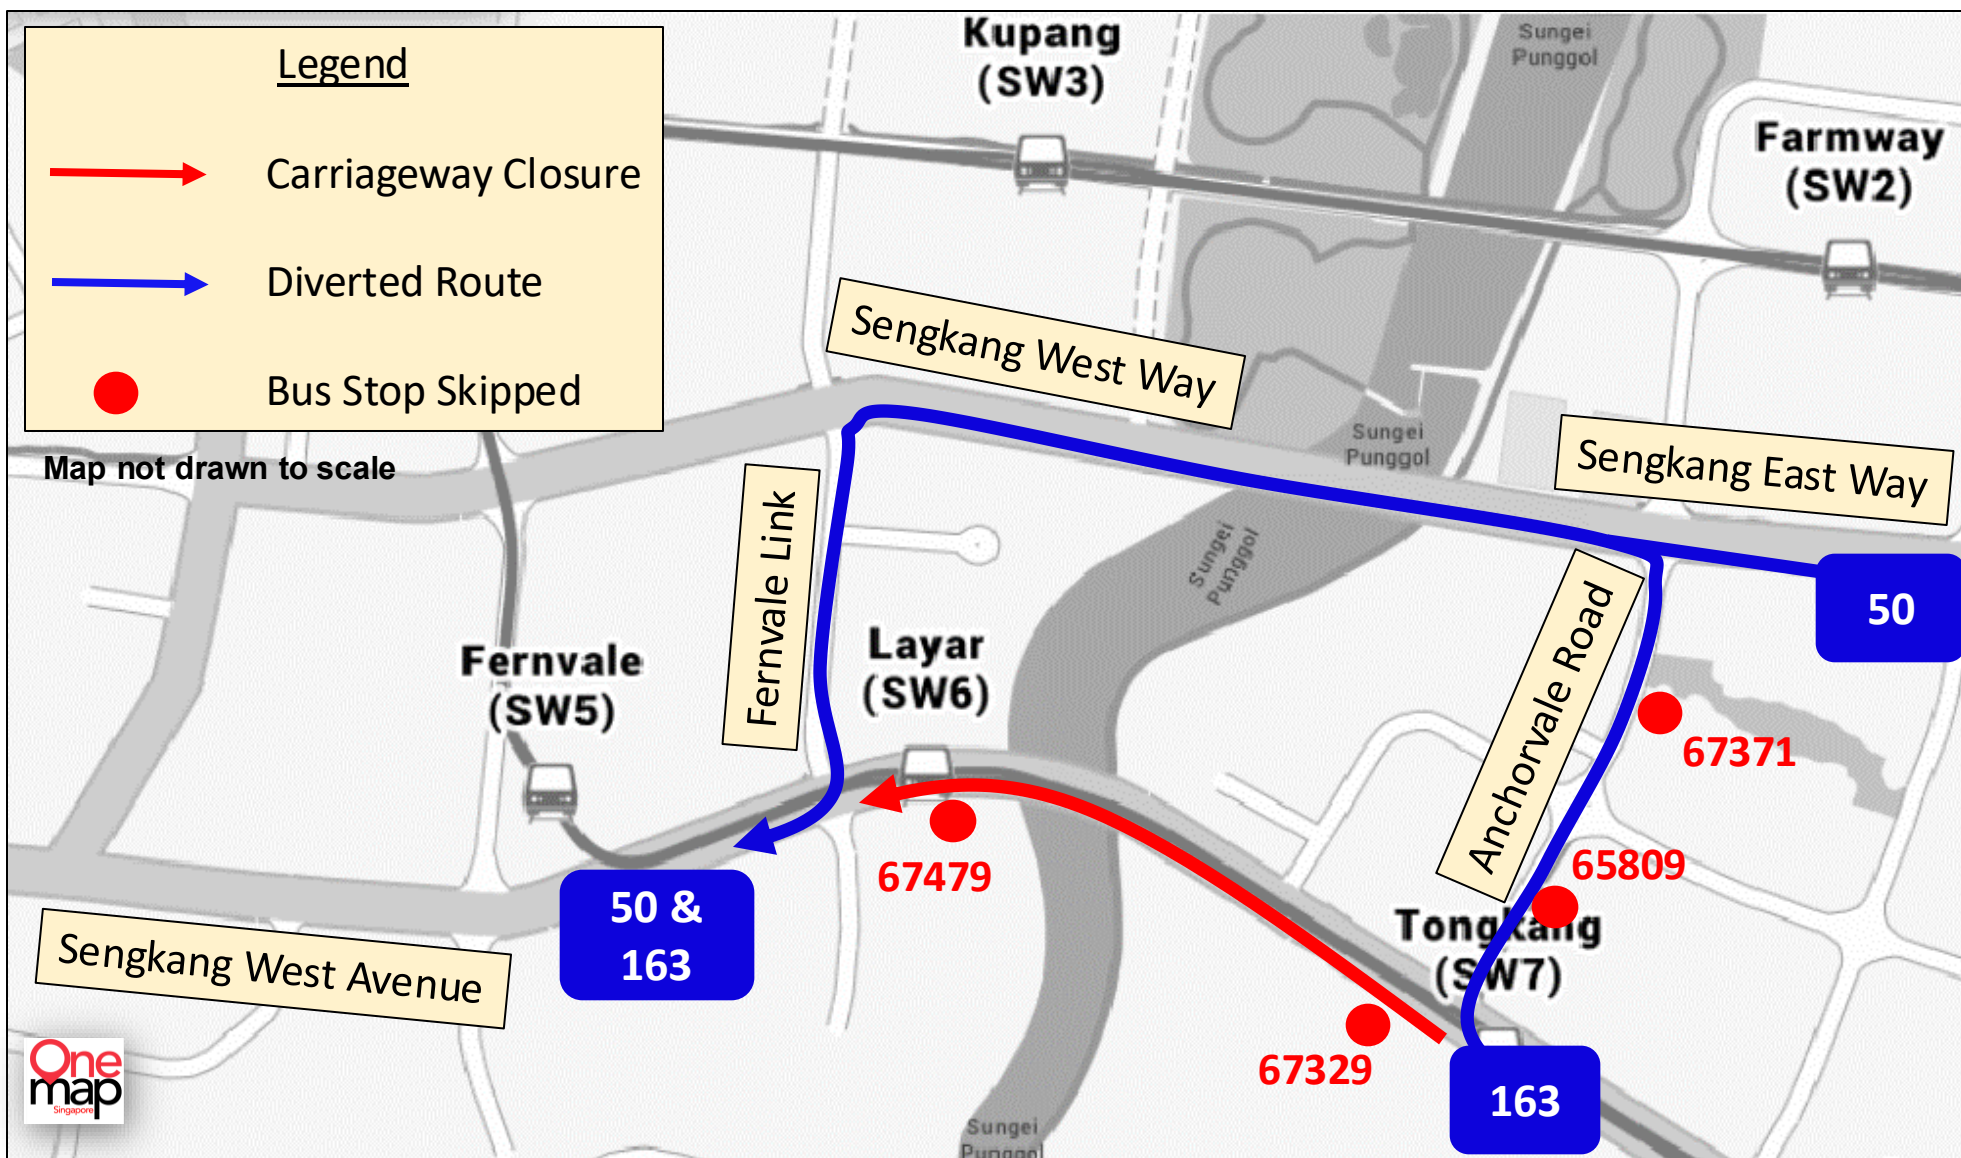 Legend
Carriageway Closure
Diverted Route
Bus Stop Skipped
Map not drawn to scale
Kupang
(SW3)
Sungei
Punggol
Farmway
(SW2)
Sengkang West Way
Sungei
Punggol
Sengkang East Way
Fernvale Link
Sungei
Punggol
50
Anchorvale Road
Fernvale
(SW5)
Layar
(SW6)
67371
67479
65809
50 &
163
Tongkang
(SW7)
Sengkang West Avenue
67329
163
One
map
Singapore
Sungei
Punggol